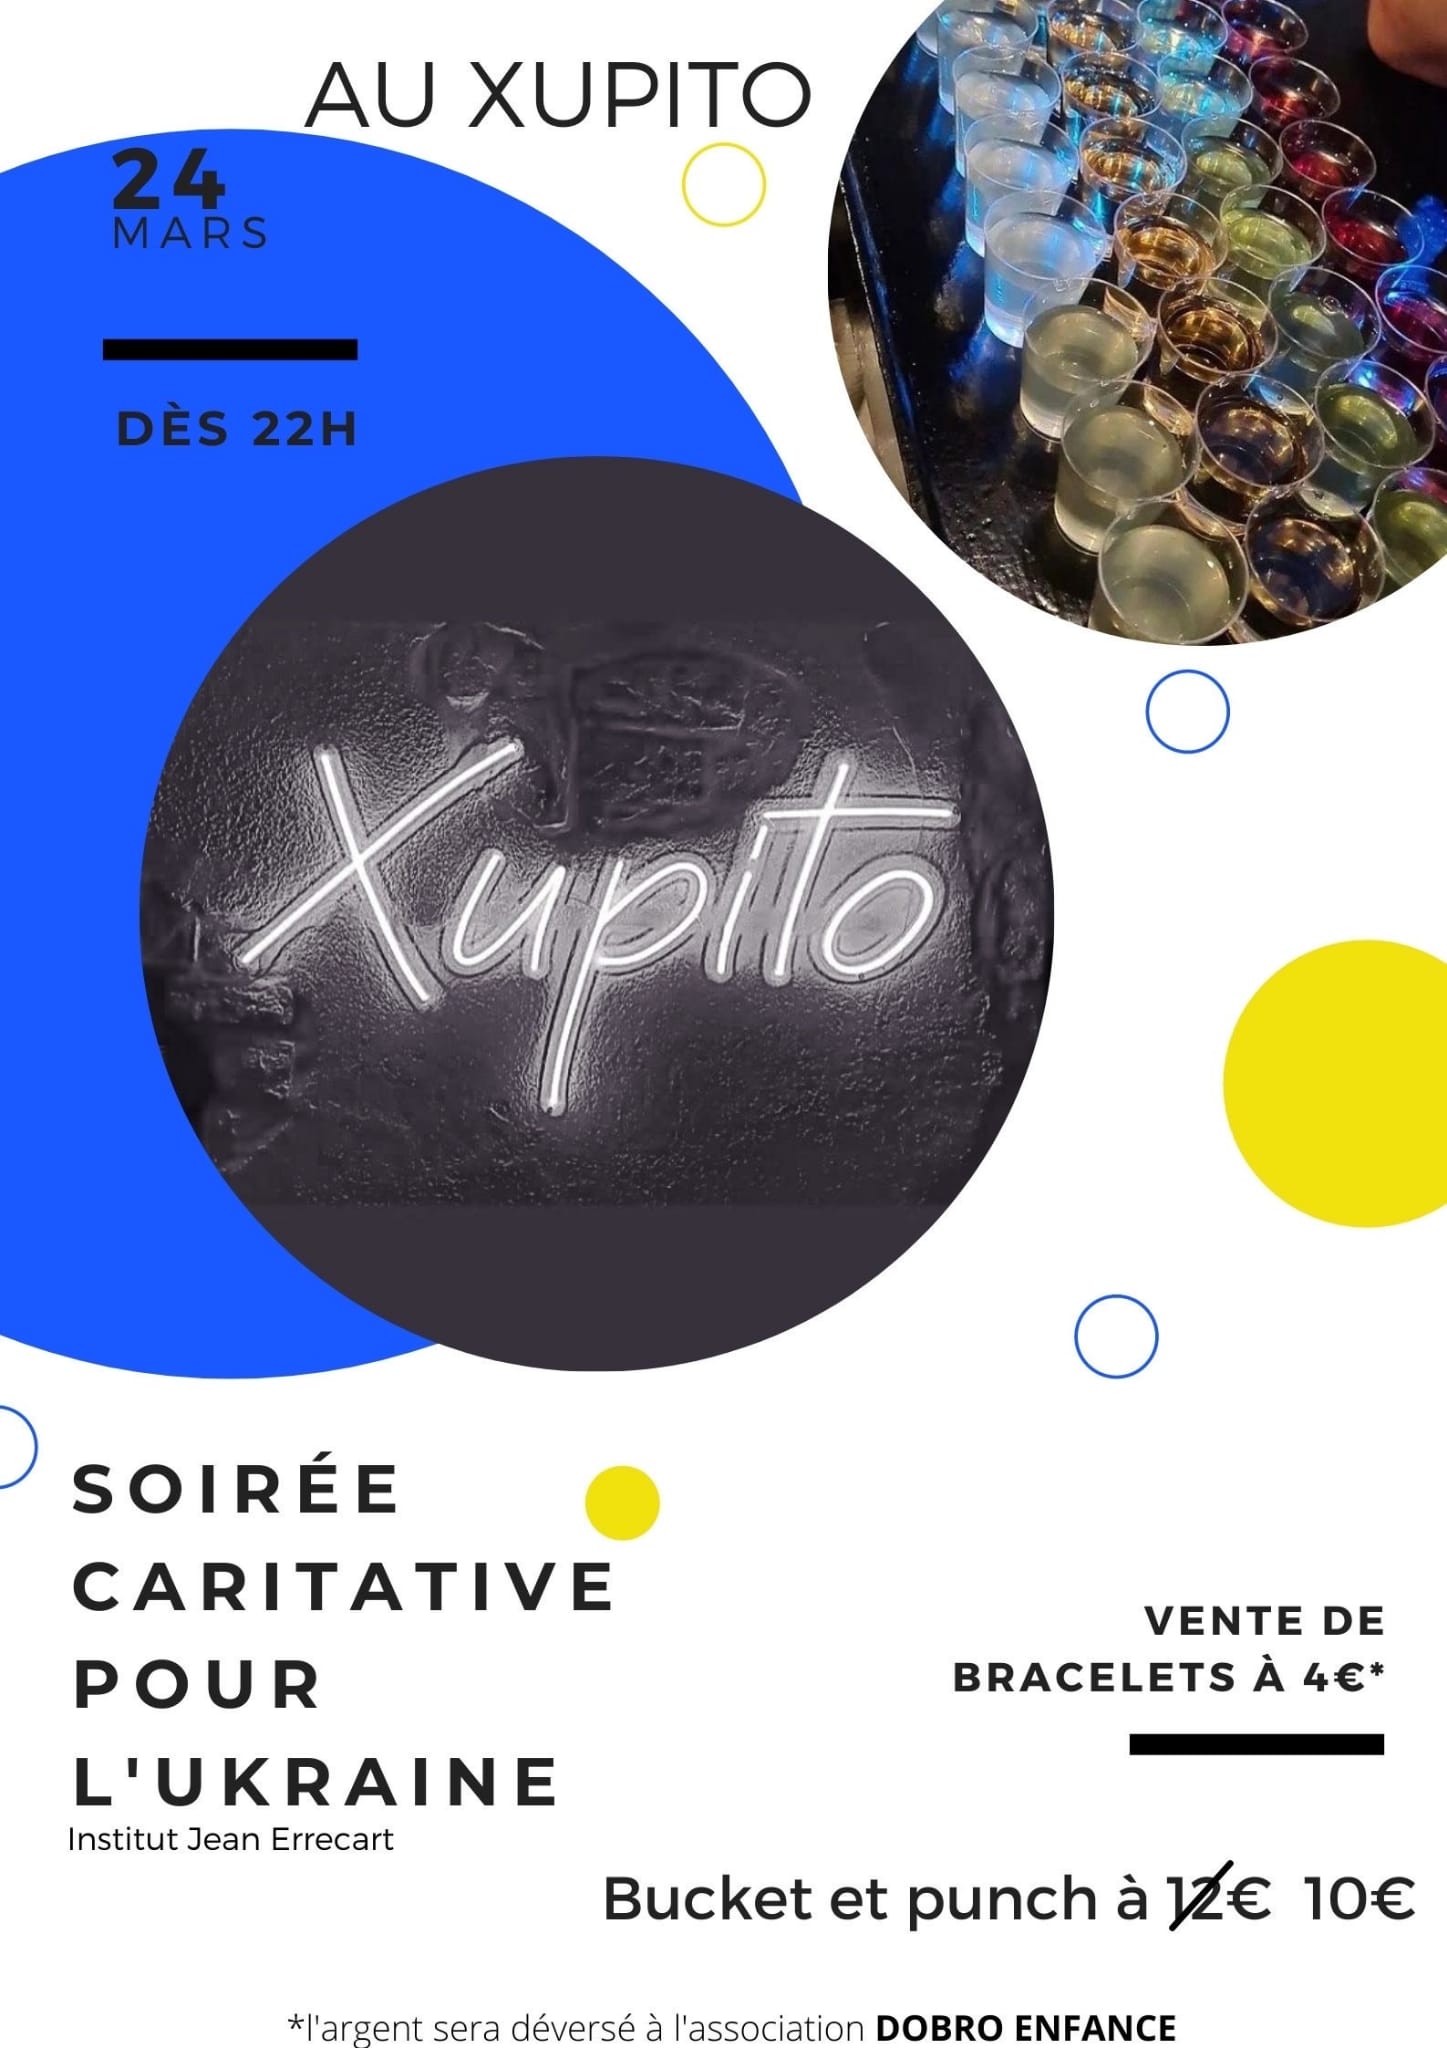 AU XUPITO
24
MARS
DÈS 22H
Xupito
SOIRÉE
CARITATIVE
POUR
L'UKRAINE
Institut Jean Errecart
VENTE DE
BRACELETS À 4€*
Bucket et punch à 12€ 10€
*l'argent sera déversé à l'association DOBRO ENFANCE